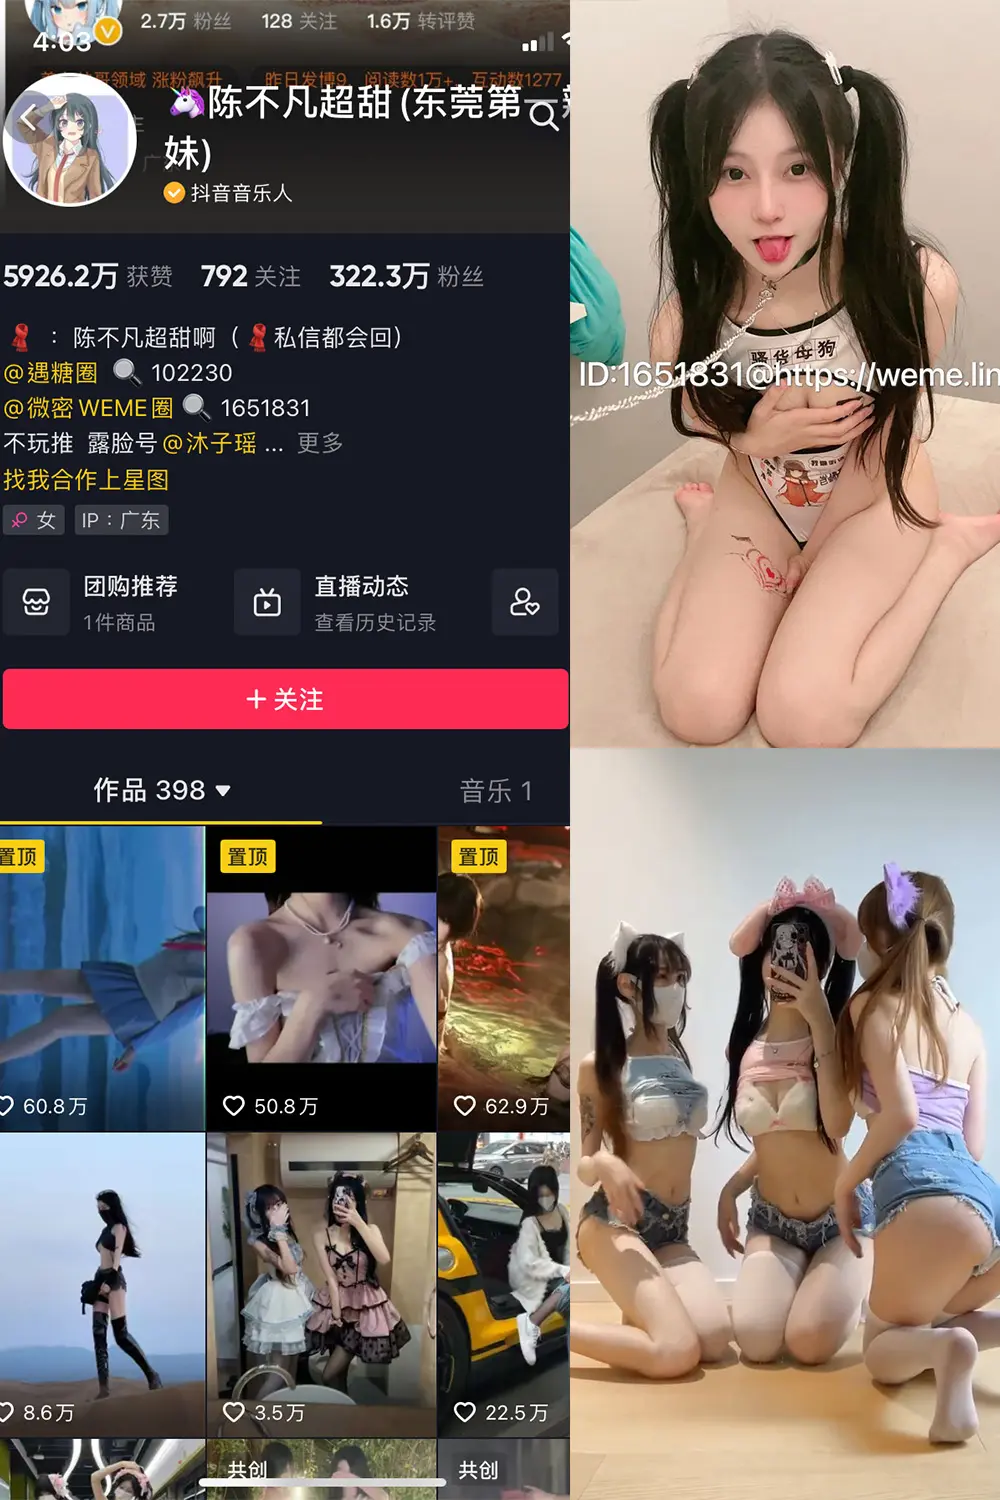 2.7万 粉丝 128 关注 1.6万 转评赞
4:03
领域 涨粉飙升 昨日发博9, 阅读数1万+, 互动数1277
陈不凡超甜 (东莞第一
妹)
抖音音乐人
5926.2万 获赞 792 关注 322.3万 粉丝
： 陈不凡超甜啊（ 私信都会回）
@遇糖圈 102230
@微密WEME圈 1651831
不玩推 露脸号 @沐子瑶 ... 更多
找我合作上星图
女 IP：广东
团购推荐 直播动态
1件商品 查看历史记录
+ 关注
作品 398 音乐 1
置顶 置顶 置顶
60.8万 50.8万 62.9万
8.6万 3.5万 22.5万
共创 共创
骚货母狗
ID:1651831@https://weme.lin